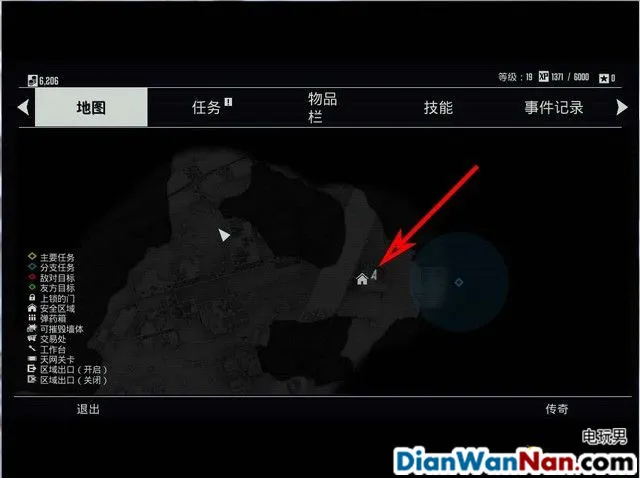 6,206
等级：19 XP 1371 / 6000 0
地图
任务
物品栏
技能
事件记录
主要任务
分支任务
敌对目标
友方目标
上锁的门
安全区域
弹药箱
可摧毁墙体
交易处
工作台
天网关卡
区域出口（开启）
区域出口（关闭）
退出
传奇
电玩男
DianWanNan.com